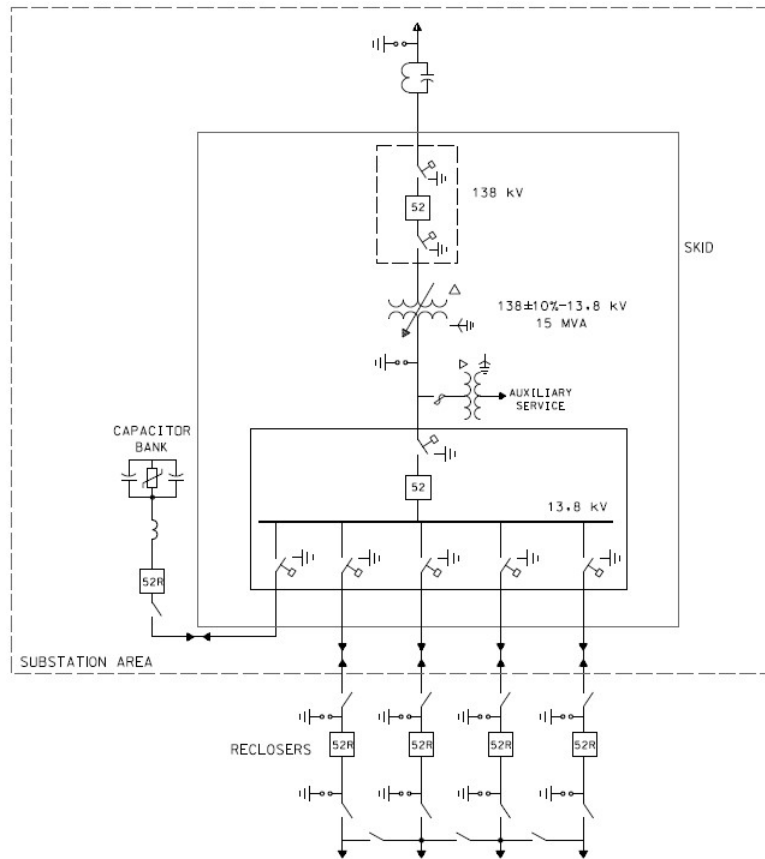 138 kV
52
SKID
138±10%-13.8 kV
15 MVA
AUXILIARY
SERVICE
CAPACITOR
BANK
52
13.8 kV
52R
SUBSTATION AREA
RECLOSERS
52R
52R
52R
52R